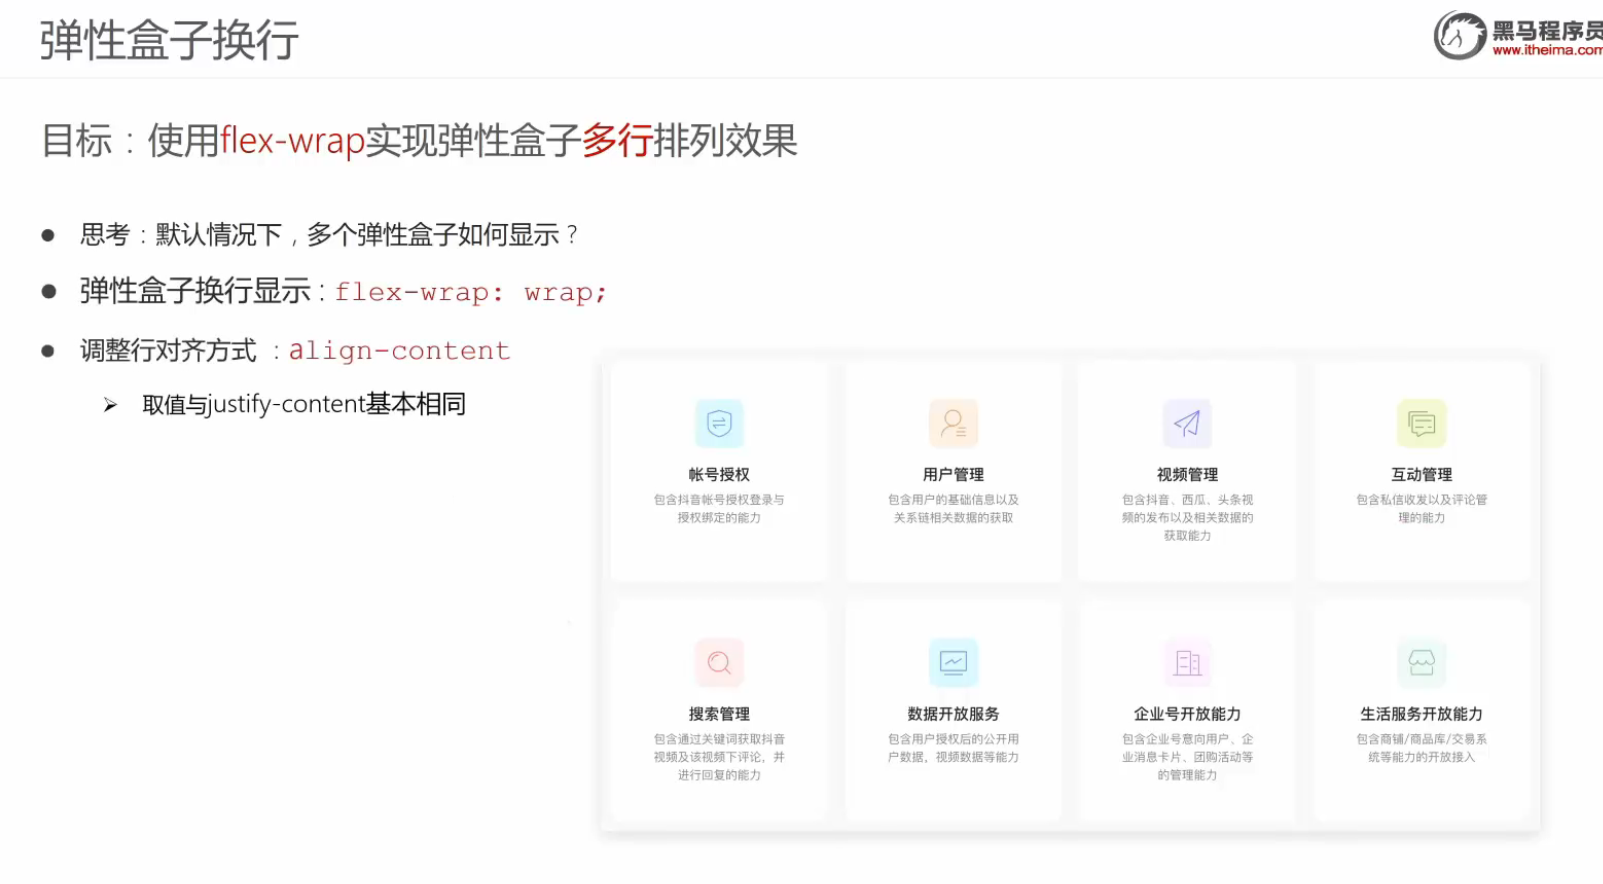 弹性盒子换行
黑马程序员
www.itheima.com
目标：使用flex-wrap实现弹性盒子多行排列效果
思考：默认情况下，多个弹性盒子如何显示？
弹性盒子换行显示：flex-wrap: wrap;
调整行对齐方式 ：align-content
取值与justify-content基本相同
帐号授权
包含抖音帐号授权登录与
授权绑定的能力
用户管理
包含用户的基础信息以及
关系链相关数据的获取
视频管理
包含抖音、西瓜、头条视
频的发布以及相关数据的
获取能力
互动管理
包含私信收发以及评论管
理的能力
搜索管理
包含通过关键词获取抖音
视频及该视频下评论，并
进行回复的能力
数据开放服务
包含用户授权后的公开用
户数据，视频数据等能力
企业号开放能力
包含企业号意向用户、企
业消息卡片、团购活动等
的管理能力
生活服务开放能力
包含商铺/商品库/交易系
统等能力的开放接入